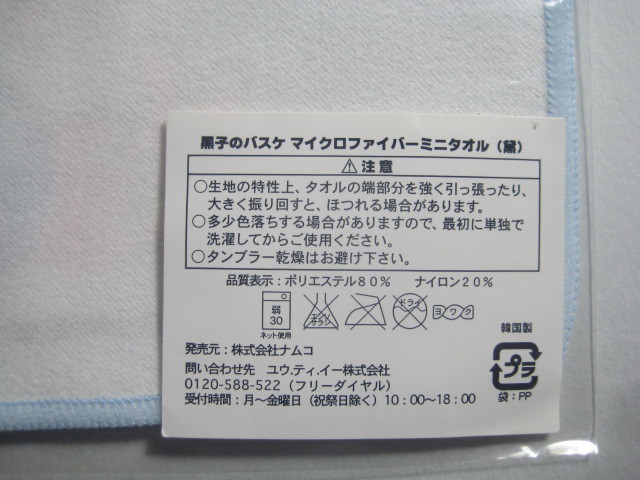 黒子のバスケ マイクロファイバーミニタオル（黛）
注意
○生地の特性上、タオルの端部分を強く引っ張ったり、
大きく振り回すと、ほつれる場合があります。
○多少色落ちする場合がありますので、最初に単独で
洗濯してからご使用ください。
○タンブラー乾燥はお避け下さい。
品質表示：ポリエステル８０％　ナイロン２０％
弱
30
ネット使用
エンソ
サラシ
ドライ
ヨワク
韓国製
発売元：株式会社ナムコ
問い合わせ先　ユウ.ティ.イー株式会社
0120-588-522（フリーダイヤル）
受付時間：月～金曜日（祝祭日除く）10：00～18：00
プラ
袋：PP